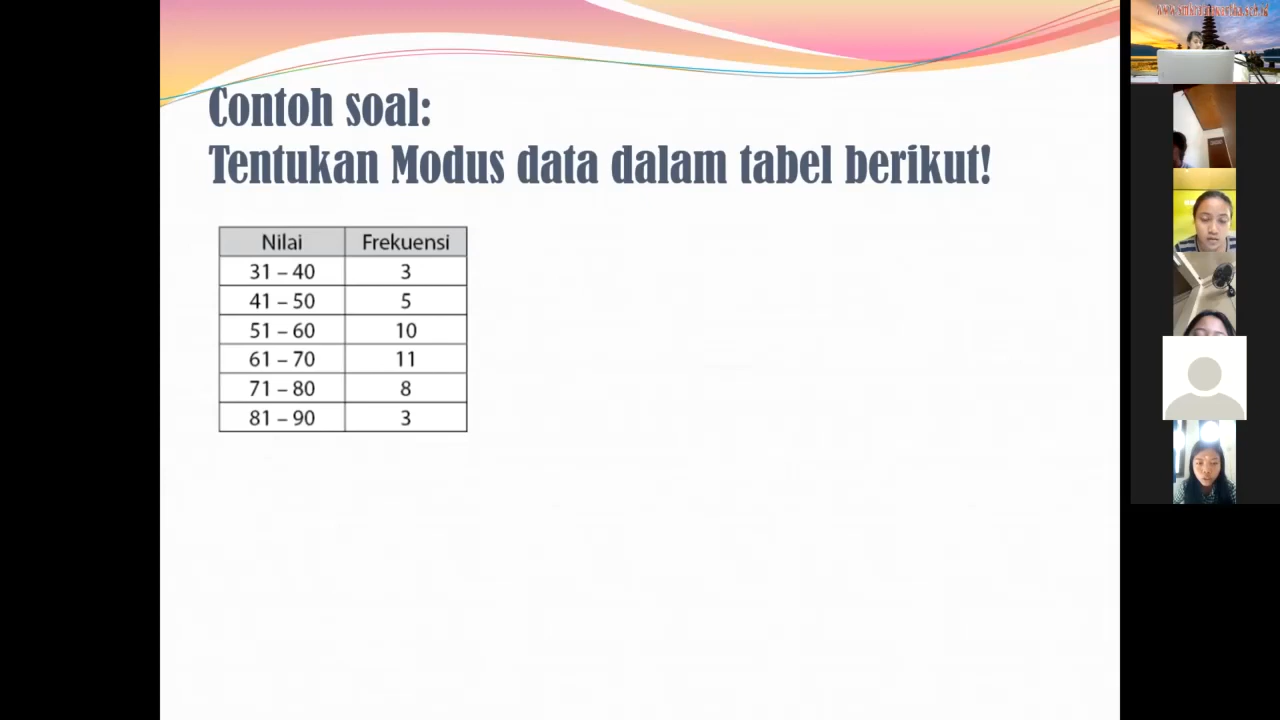 Contoh soal:
Tentukan Modus data dalam tabel berikut!
Nilai Frekuensi
31 – 40 3
41 – 50 5
51 – 60 10
61 – 70 11
71 – 80 8
81 – 90 3